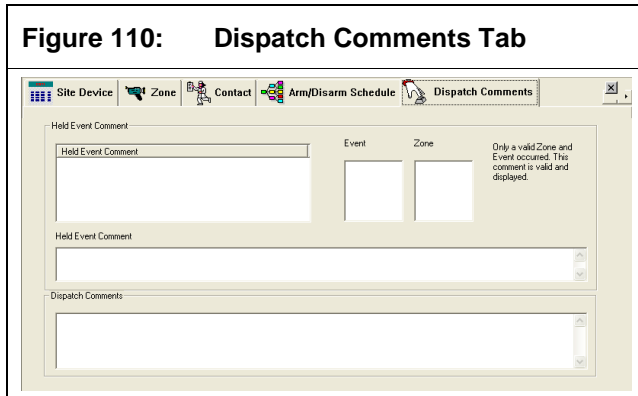 Figure 110: Dispatch Comments Tab
Site Device Zone Contact Arm/Disarm Schedule Dispatch Comments
Held Event Comment
Held Event Comment
Event Zone
Only a valid Zone and
Event occurred. This
comment is valid and
displayed.
Held Event Comment
Dispatch Comments